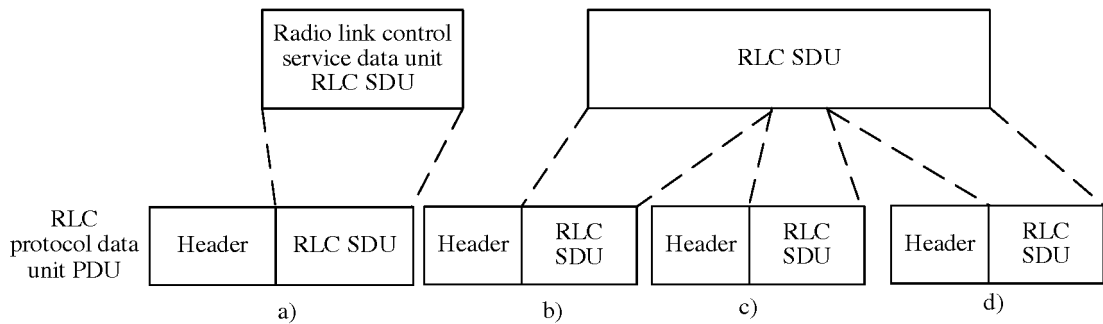 Radio link control
service data unit
RLC SDU
RLC SDU
RLC
protocol data
unit PDU
Header
RLC SDU
Header
RLC
SDU
Header
RLC
SDU
Header
RLC
SDU
a)
b)
c)
d)